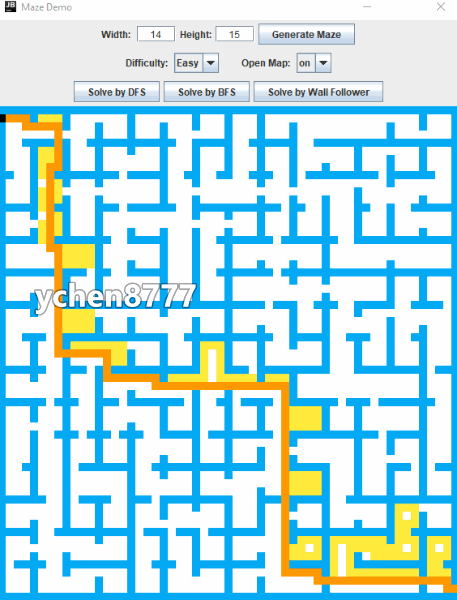 JB Maze Demo
Width: 14 Height: 15 Generate Maze
Difficulty: Easy Open Map: on
Solve by DFS Solve by BFS Solve by Wall Follower
ychen8777